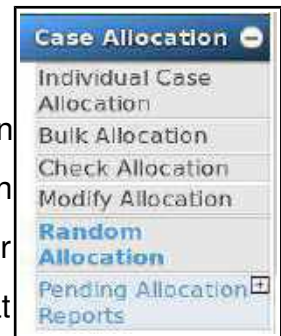 Case Allocation
Individual Case
Allocation
n
Bulk Allocation
Check Allocation
n
Modify Allocation
r
Random
Allocation
t
Pending Allocation
Reports